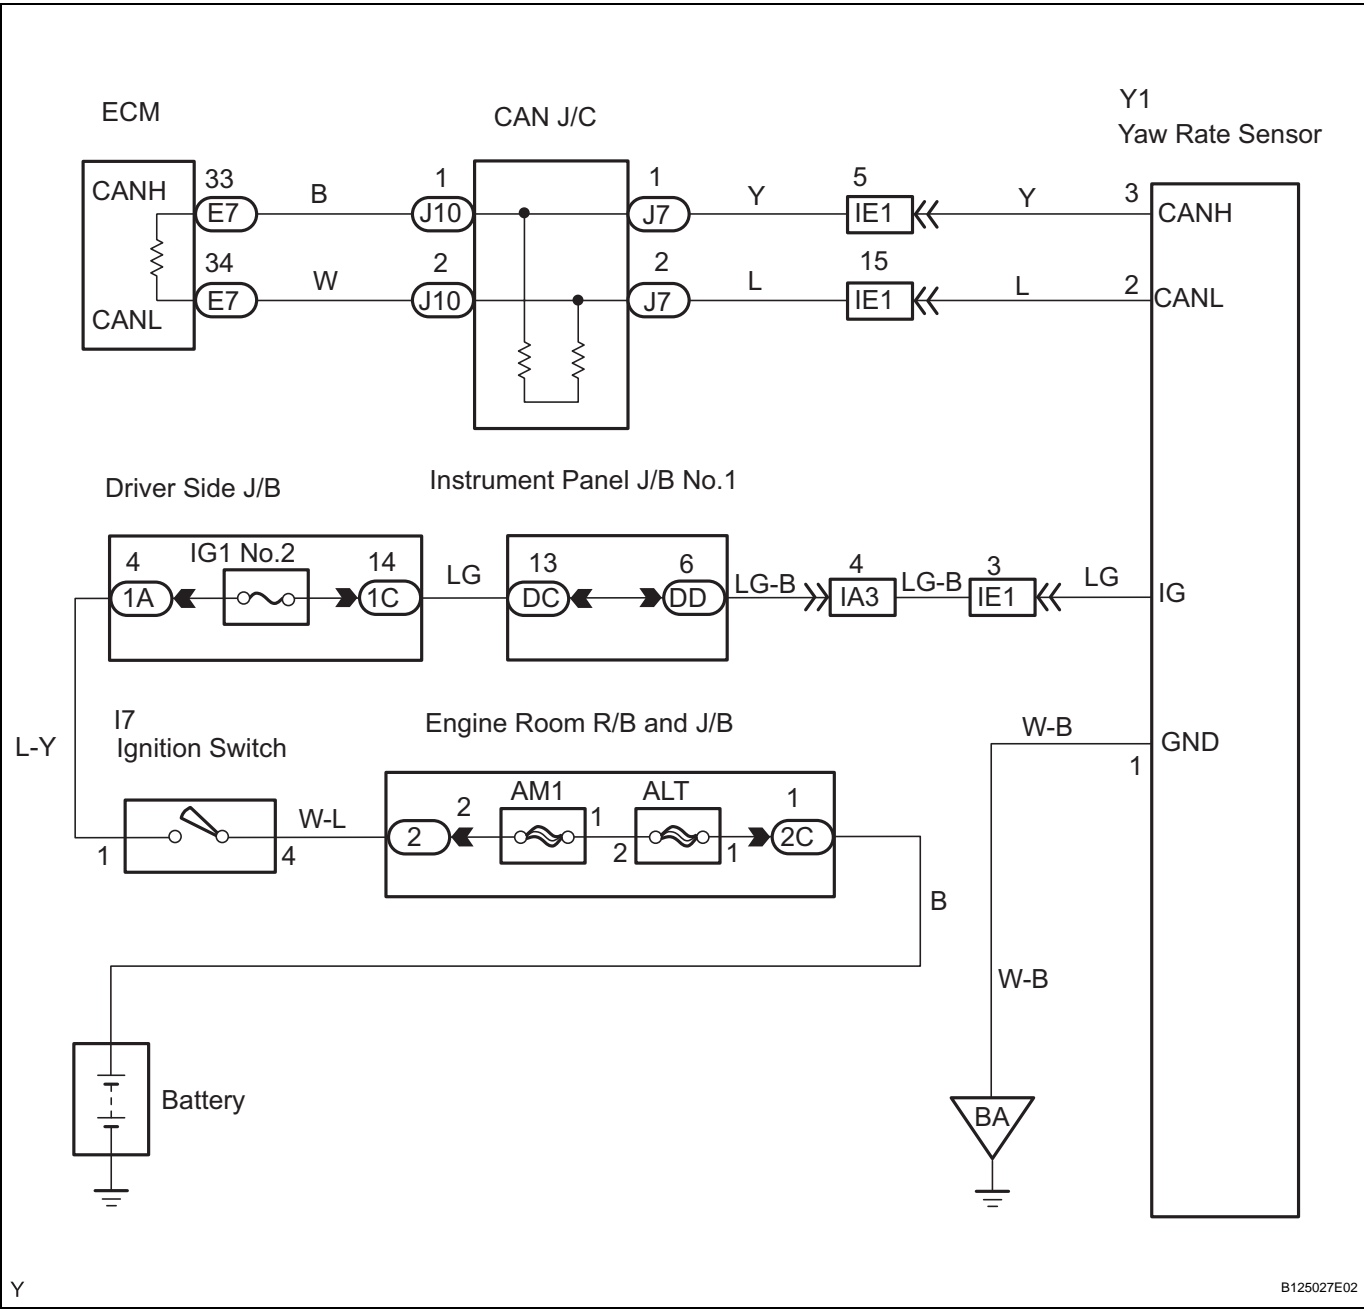 ECM
CAN J/C
Y1
Yaw Rate Sensor
CANH
33
E7
B
1
J10
1
J7
Y
5
IE1
Y
3
CANH
34
E7
W
2
J10
2
J7
L
15
IE1
L
2
CANL
CANL
Driver Side J/B
Instrument Panel J/B No.1
4
1A
IG1 No.2
14
1C
LG
13
DC
6
DD
LG-B
4
IA3
LG-B
3
IE1
LG
IG
L-Y
I7
Ignition Switch
Engine Room R/B and J/B
W-B
GND
1
1
4
W-L
2
2
AM1
1
2
ALT
1
1
2C
B
W-B
Battery
BA
Y
B125027E02